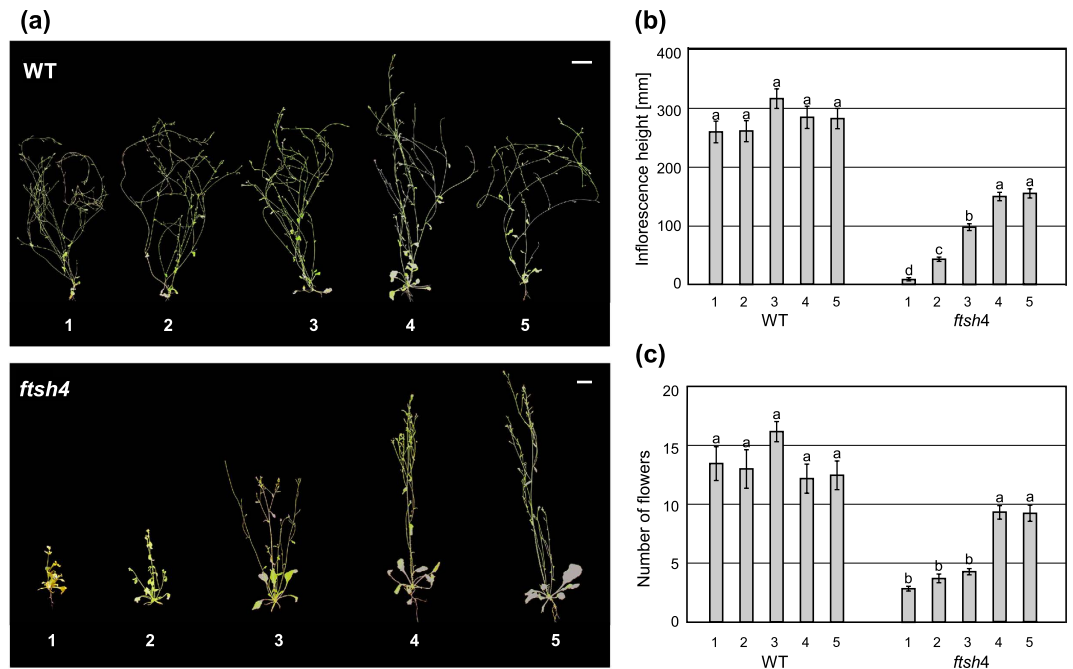 (a)
WT
1 2 3 4 5
ftsh4
1 2 3 4 5
(b)
Inflorescence height [mm]
400
300
200
100
0
a a a a a d c b a a
1 2 3 4 5 1 2 3 4 5
WT ftsh4
(c)
Number of flowers
20
15
10
5
0
a a a a a b b b a a
1 2 3 4 5 1 2 3 4 5
WT ftsh4